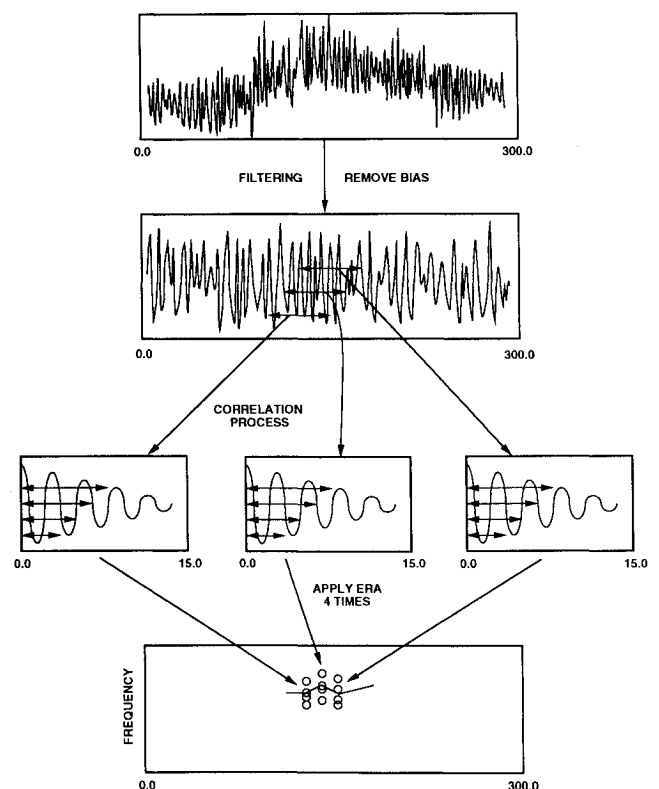 0.0 300.0
FILTERING REMOVE BIAS
0.0 300.0
CORRELATION
PROCESS
0.0 15.0 0.0 15.0 0.0 15.0
APPLY ERA
4 TIMES
FREQUENCY
0.0 300.0